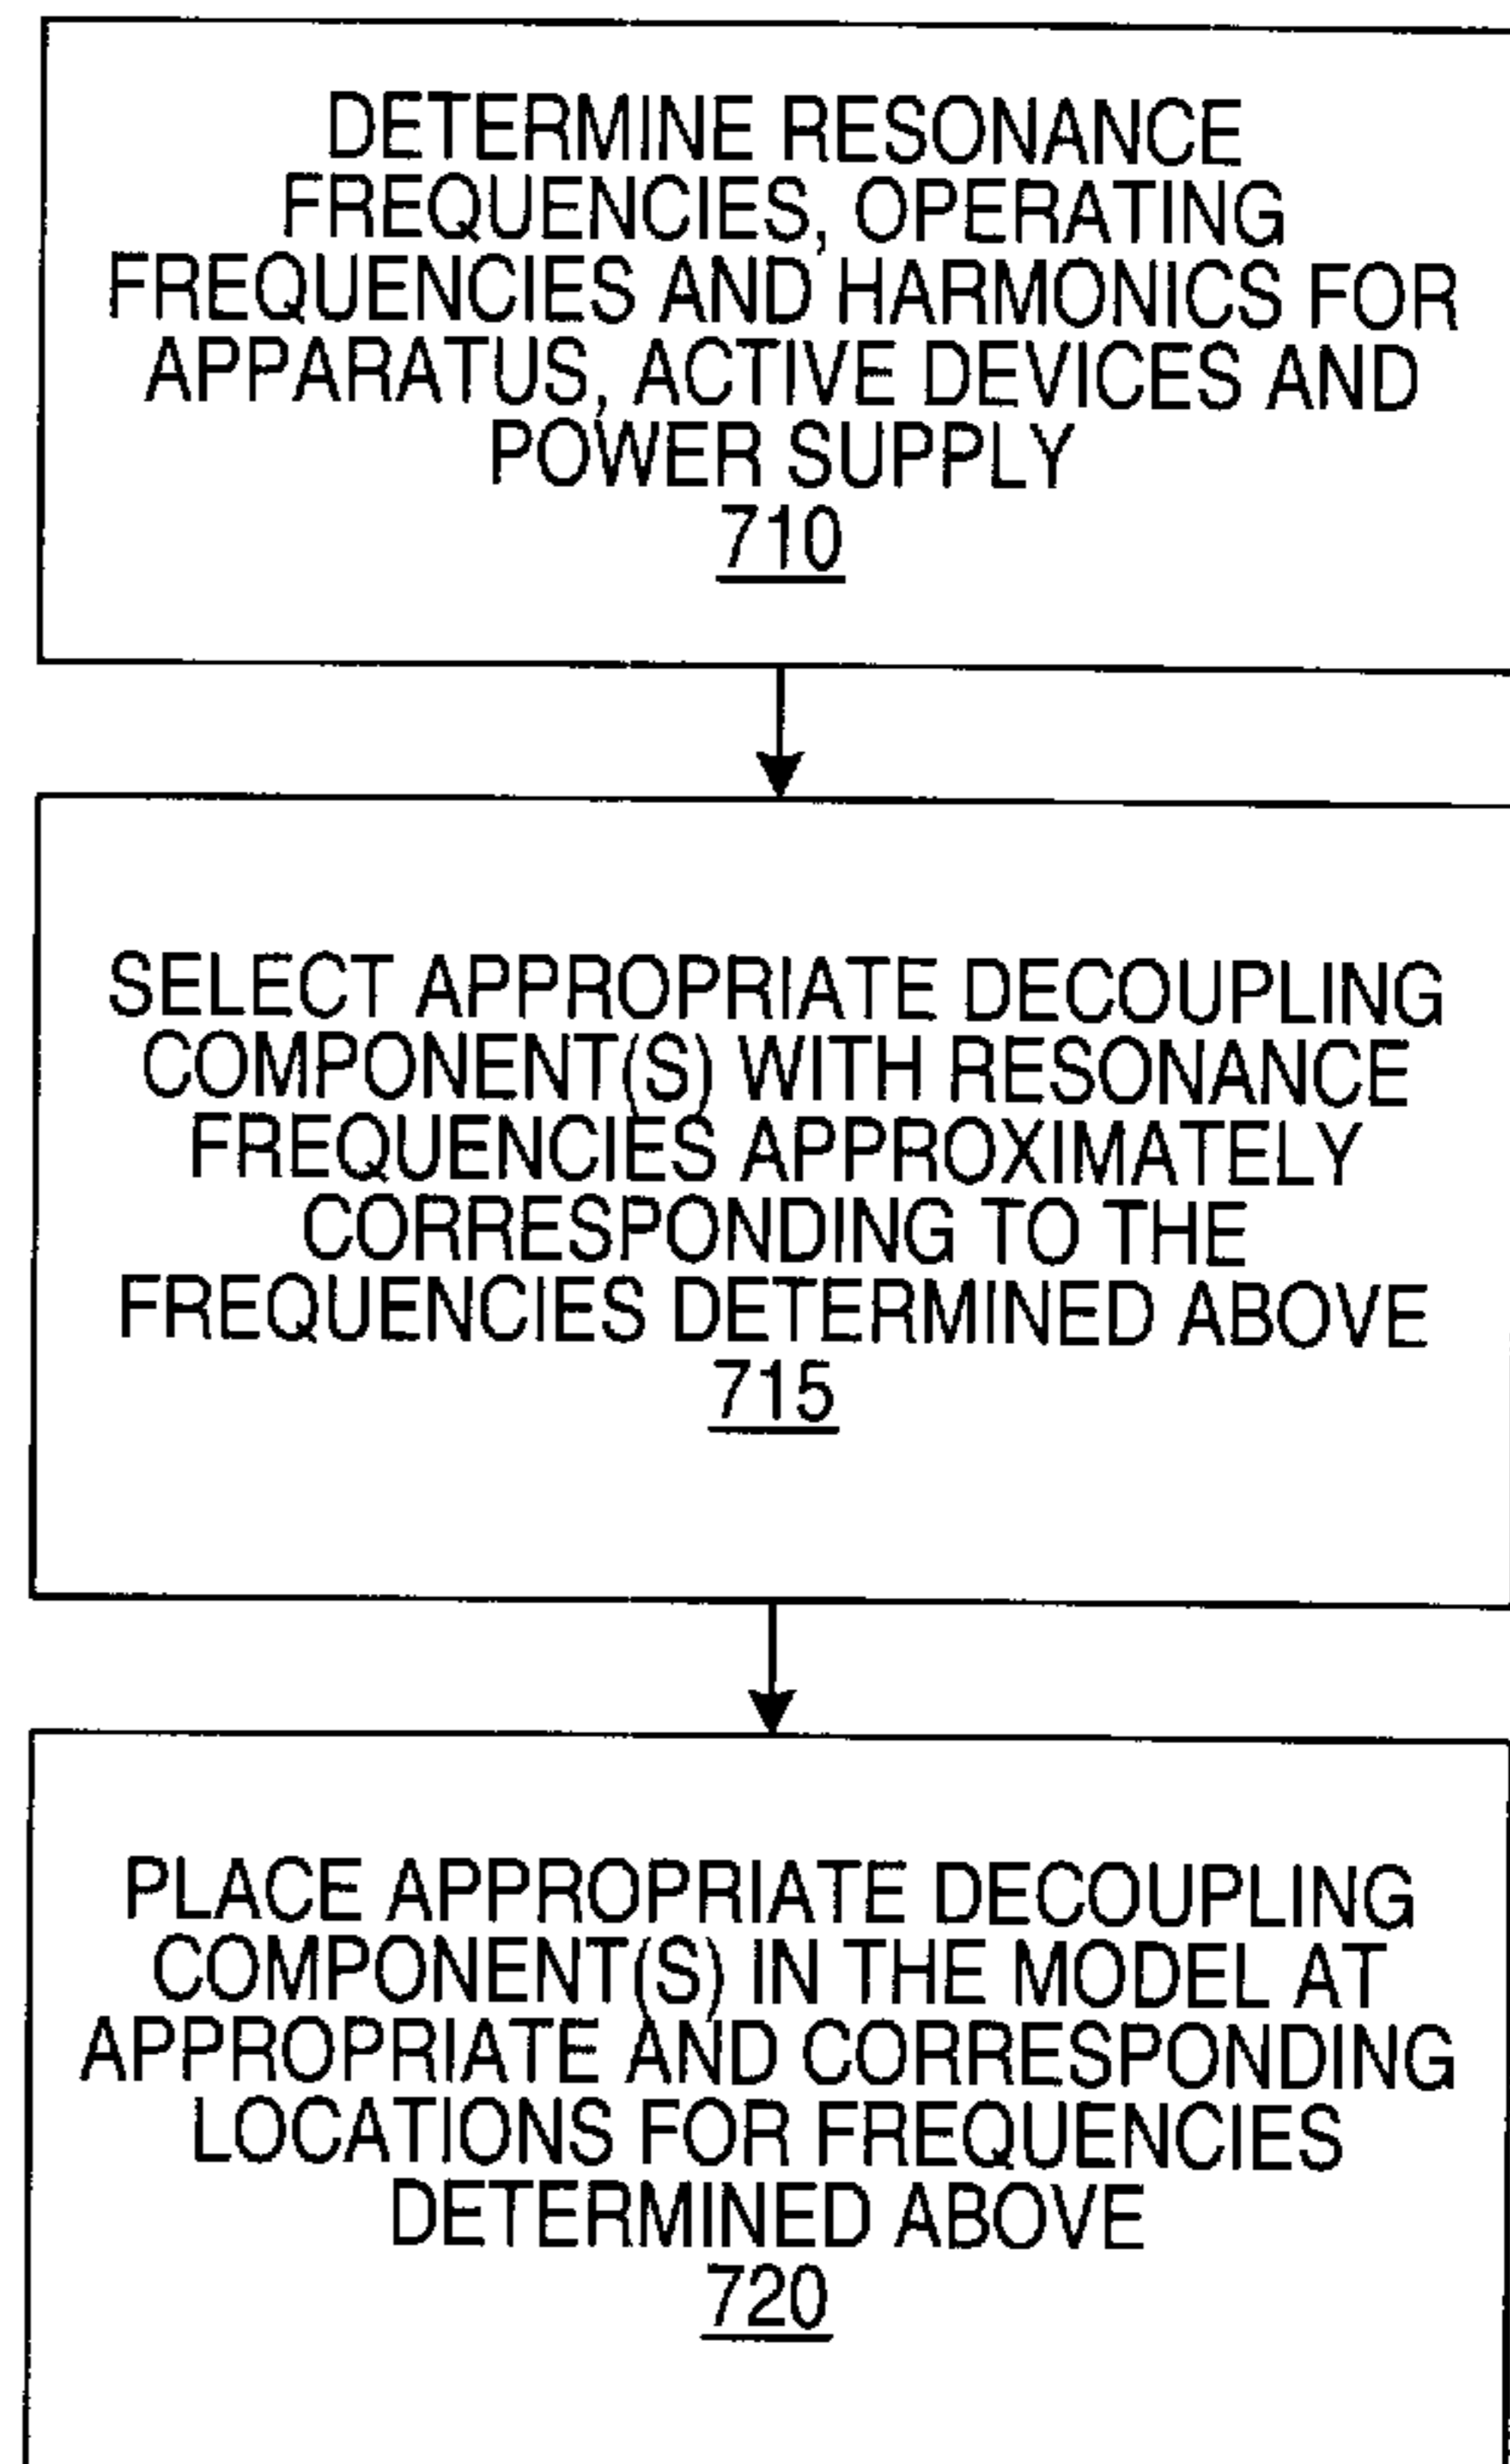 DETERMINE RESONANCE
FREQUENCIES, OPERATING
FREQUENCIES AND HARMONICS FOR
APPARATUS, ACTIVE DEVICES AND
POWER SUPPLY
710
SELECT APPROPRIATE DECOUPLING
COMPONENT(S) WITH RESONANCE
FREQUENCIES APPROXIMATELY
CORRESPONDING TO THE
FREQUENCIES DETERMINED ABOVE
715
PLACE APPROPRIATE DECOUPLING
COMPONENT(S) IN THE MODEL AT
APPROPRIATE AND CORRESPONDING
LOCATIONS FOR FREQUENCIES
DETERMINED ABOVE
720